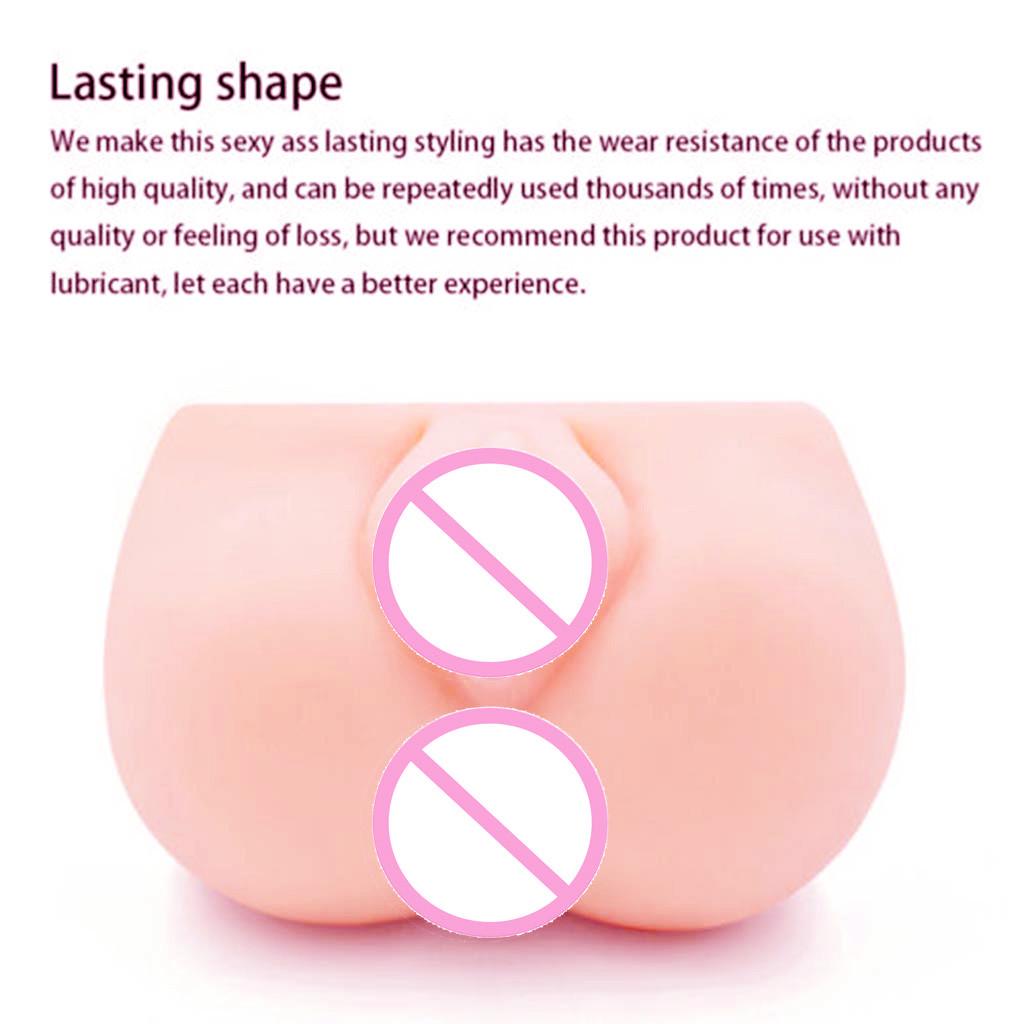 Lasting shape
We make this sexy ass lasting styling has the wear resistance of the products
of high quality, and can be repeatedly used thousands of times, without any
quality or feeling of loss, but we recommend this product for use with
lubricant, let each have a better experience.